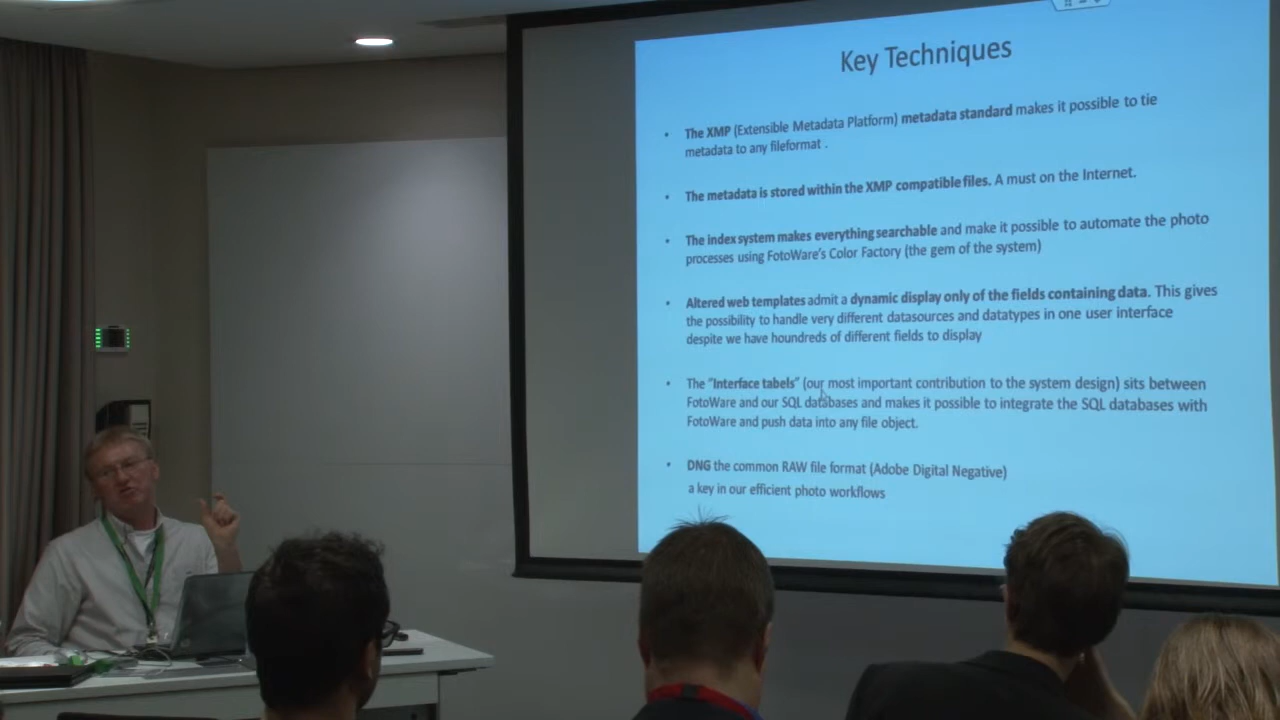 Key Techniques
• The XMP (Extensible Metadata Platform) metadata standard makes it possible to tie
metadata to any fileformat .
• The metadata is stored within the XMP compatible files. A must on the Internet.
• The index system makes everything searchable and make it possible to automate the photo
processes using FotoWare's Color Factory (the gem of the system)
• Altered web templates admit a dynamic display only of the fields containing data. This gives
the possibility to handle very different datasources and datatypes in one user interface
despite we have houndreds of different fields to display
• The "Interface tabels" (our most important contribution to the system design) sits between
FotoWare and our SQL databases and makes it possible to integrate the SQL databases with
FotoWare and push data into any file object.
• DNG the common RAW file format (Adobe Digital Negative)
a key in our efficient photo workflows